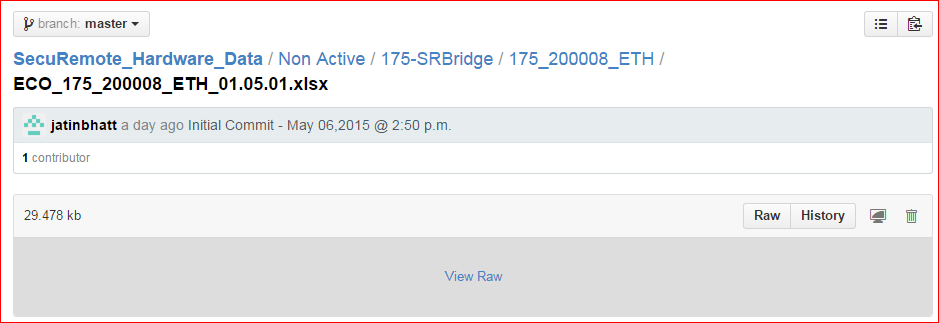 branch: master
SecuRemote_Hardware_Data / Non Active / 175-SRBridge / 175_200008_ETH /
ECO_175_200008_ETH_01.05.01.xlsx
jatinbhatt a day ago Initial Commit - May 06,2015 @ 2:50 p.m.
1 contributor
29.478 kb Raw History
View Raw